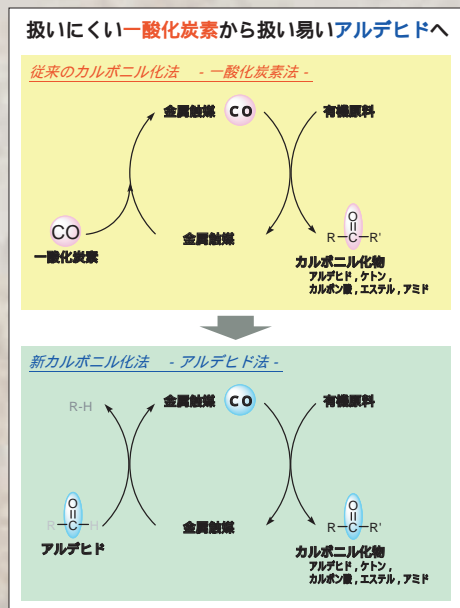 扱いにくい一酸化炭素から扱い易いアルデヒドへ
従来のカルボニル化法 - 一酸化炭素法 -
金属触媒 CO
有機原料
CO
一酸化炭素
金属触媒
O
R-C-R'
カルボニル化物
アルデヒド，ケトン，
カルボン酸，エステル，アミド
新カルボニル化法 - アルデヒド法 -
R-H
金属触媒 CO
有機原料
O
R-C-H
アルデヒド
金属触媒
O
R-C-R'
カルボニル化物
アルデヒド，ケトン，
カルボン酸，エステル，アミド